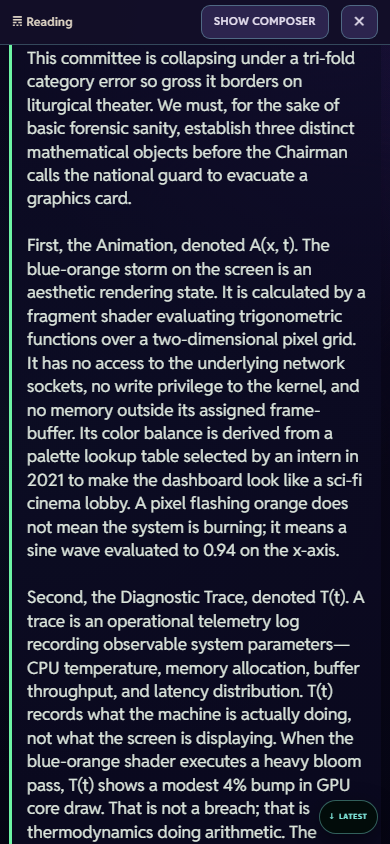 Reading
SHOW COMPOSER
×
This committee is collapsing under a tri-fold
category error so gross it borders on
liturgical theater. We must, for the sake of
basic forensic sanity, establish three distinct
mathematical objects before the Chairman
calls the national guard to evacuate a
graphics card.
First, the Animation, denoted A(x, t). The
blue-orange storm on the screen is an
aesthetic rendering state. It is calculated by a
fragment shader evaluating trigonometric
functions over a two-dimensional pixel grid.
It has no access to the underlying network
sockets, no write privilege to the kernel, and
no memory outside its assigned frame-
buffer. Its color balance is derived from a
palette lookup table selected by an intern in
2021 to make the dashboard look like a sci-fi
cinema lobby. A pixel flashing orange does
not mean the system is burning; it means a
sine wave evaluated to 0.94 on the x-axis.
Second, the Diagnostic Trace, denoted T(t). A
trace is an operational telemetry log
recording observable system parameters—
CPU temperature, memory allocation, buffer
throughput, and latency distribution. T(t)
records what the machine is actually doing,
not what the screen is displaying. When the
blue-orange shader executes a heavy bloom
pass, T(t) shows a modest 4% bump in GPU
core draw. That is not a breach; that is
thermodynamics doing arithmetic. The
↓ LATEST